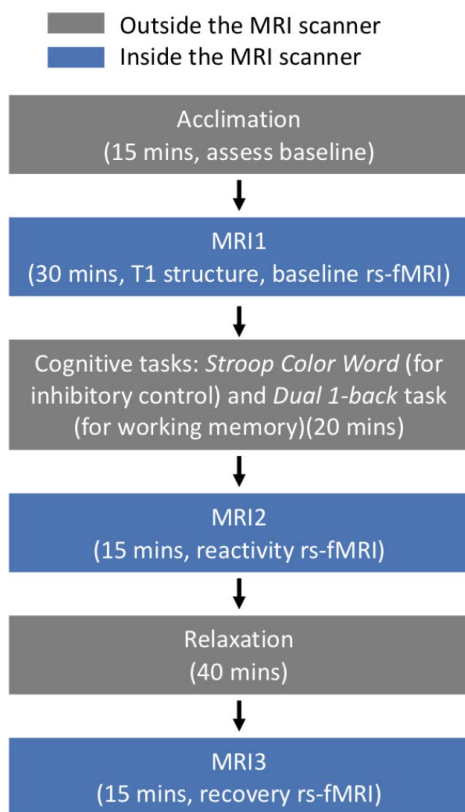 Outside the MRI scanner
Inside the MRI scanner
Acclimation
(15 mins, assess baseline)
MRI1
(30 mins, T1 structure, baseline rs-fMRI)
Cognitive tasks: Stroop Color Word (for
inhibitory control) and Dual 1-back task
(for working memory)(20 mins)
MRI2
(15 mins, reactivity rs-fMRI)
Relaxation
(40 mins)
MRI3
(15 mins, recovery rs-fMRI)